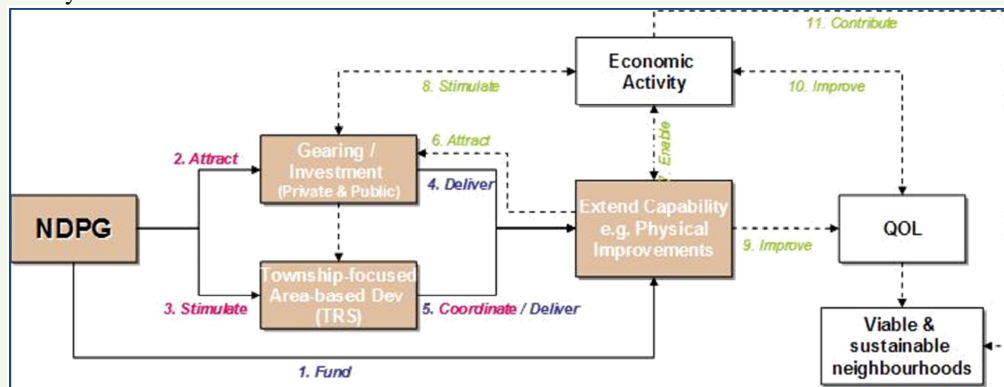 11. Contribute
Economic
Activity
8. Stimulate
10. Improve
6. Attract
7. Enable
Gearing /
Investment
(Private & Public)
2. Attract
4. Deliver
Extend Capability
e.g. Physical
Improvements
NDPG
9. Improve
QOL
Township-focused
Area-based Dev
(TRS)
3. Stimulate
5. Coordinate / Deliver
Viable &
sustainable
neighbourhoods
1. Fund